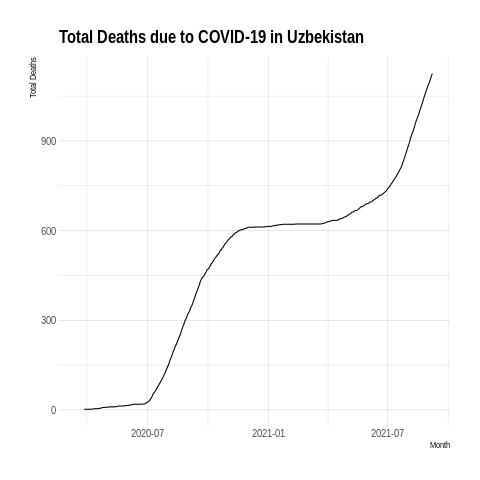 Total Deaths due to COVID-19 in Uzbekistan
Total Deaths
900
600
300
0
2020-07
2021-01
2021-07
Month